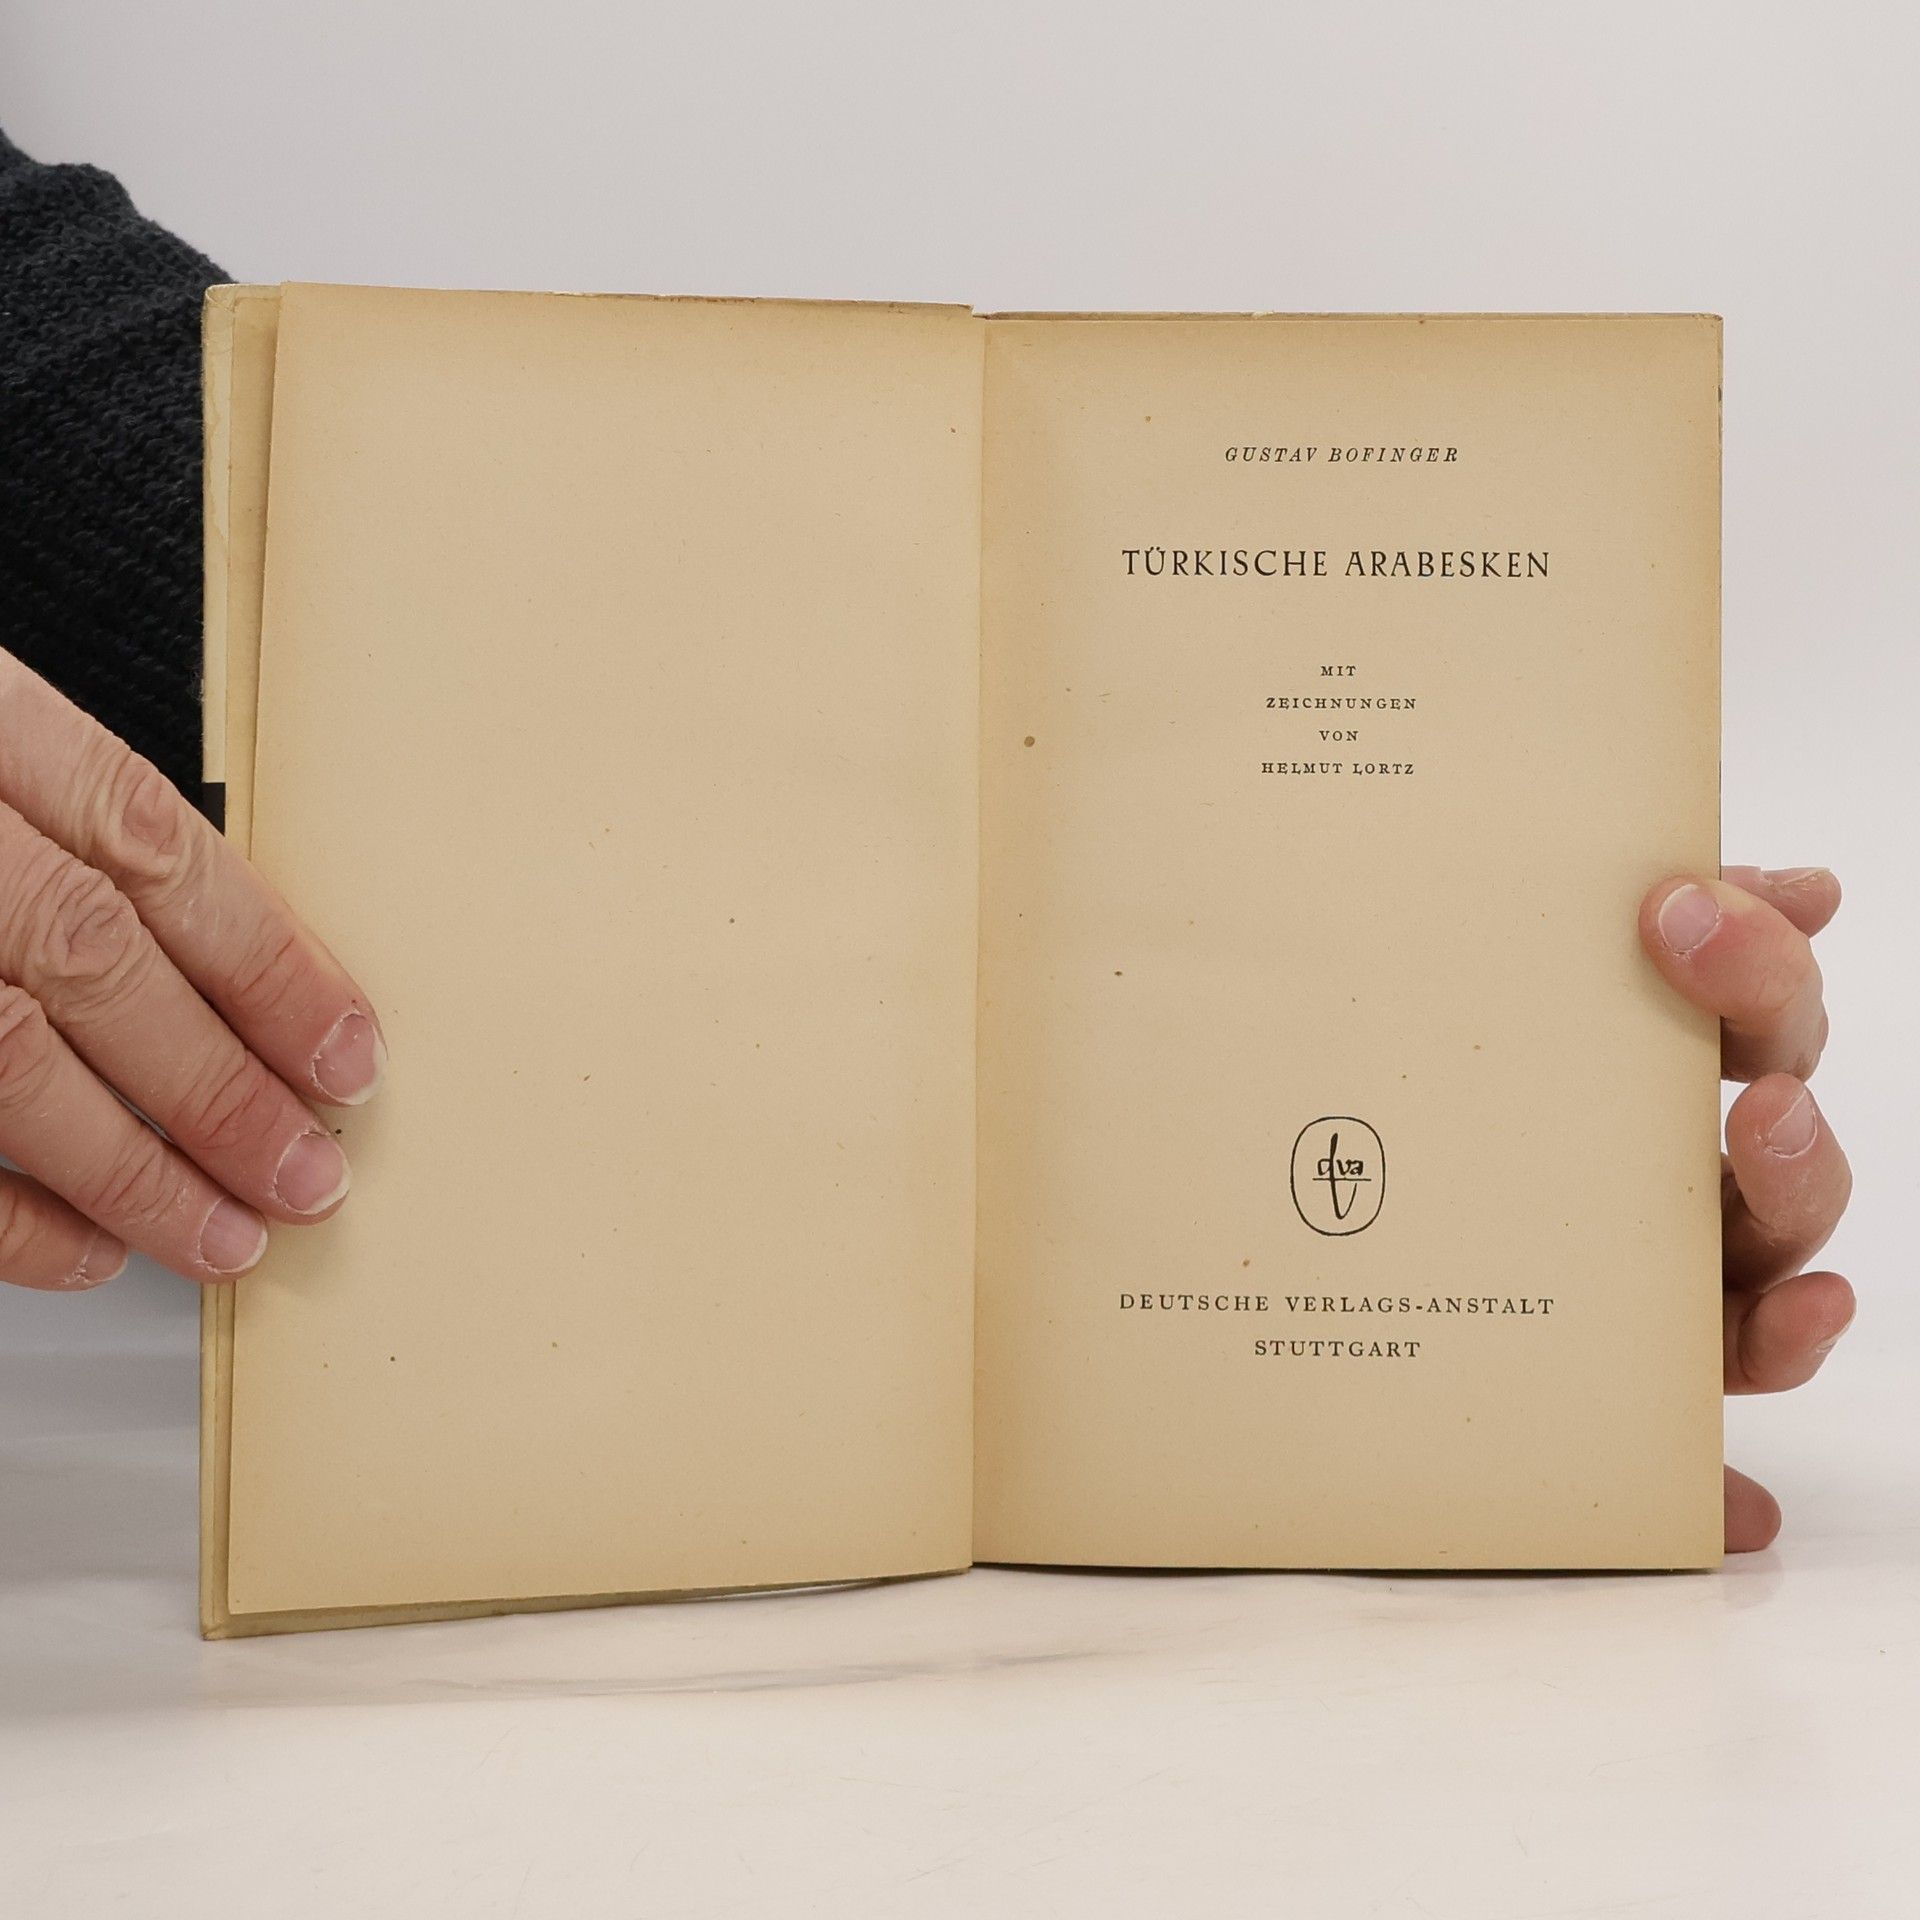 GUSTAV BOFINGER
TÜRKISCHE ARABESKEN
MIT
ZEICHNUNGEN
VON
HELMUT LORTZ
dva
DEUTSCHE VERLAGS-ANSTALT
STUTTGART